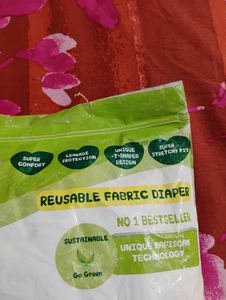 SUPER
COMFORT
LEAKAGE
PROTECTION
UNIQUE
-T-SHAPED
DESIGN
SUPER
STRETCHY FIT
REUSABLE FABRIC DIAPER
NO 1 BESTSELLER
SUSTAINABLE
Go Green
UNIQUE RAPISORB
TECHNOLOGY